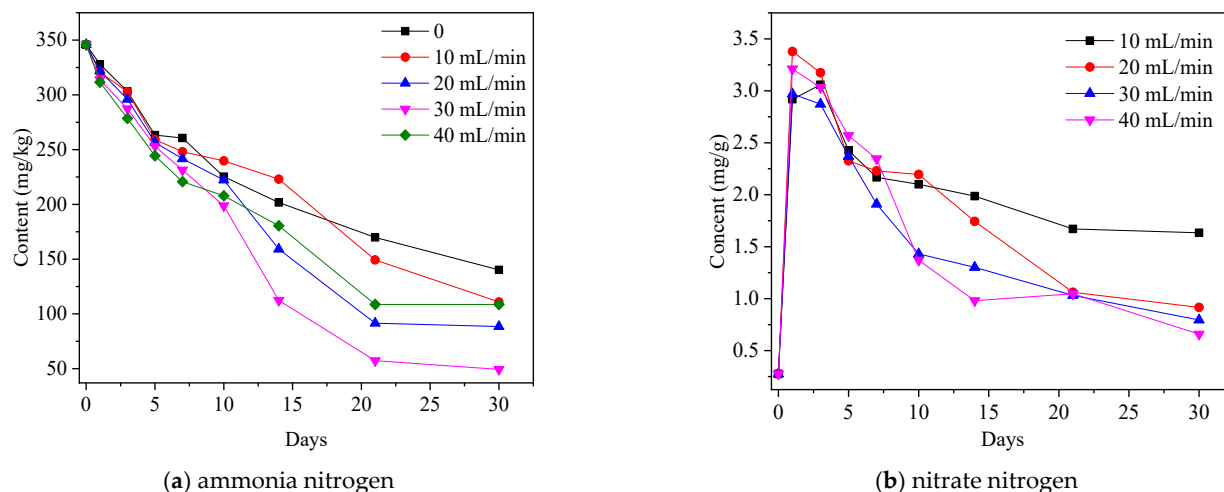 350
300
250
200
150
100
50
Content (mg/kg)
0
10 mL/min
20 mL/min
30 mL/min
40 mL/min
0 5 10 15 20 25 30
Days
(a) ammonia nitrogen
3.5
3.0
2.5
2.0
1.5
1.0
0.5
Concent (mg/g)
10 mL/min
20 mL/min
30 mL/min
40 mL/min
0 5 10 15 20 25 30
Days
(b) nitrate nitrogen